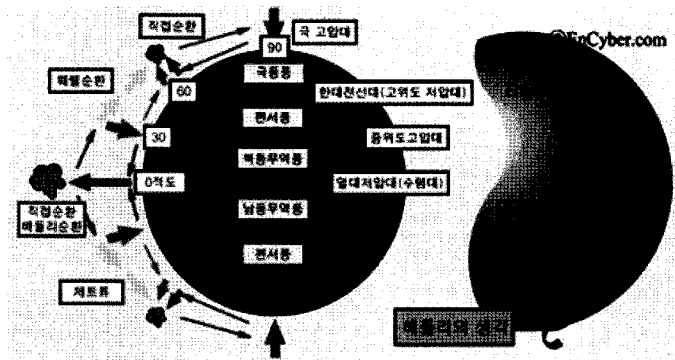 직접순환
극 고압대
@EnCyber.com
90
극동풍
훼렐순환
60
한대전선대(고위도 저압대)
편서풍
30
중위도고압대
북동무역풍
0적도
열대저압대(수렴대)
직접순환
해들리순환
남동무역풍
편서풍
제트류